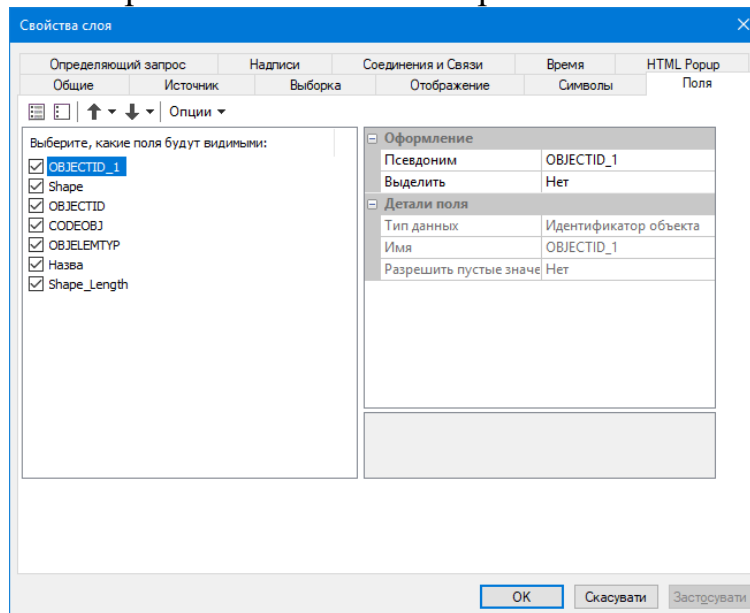 Свойства слоя
Определяющий запрос Надписи Соединения и Связи Время HTML Popup
Общие Источник Выборка Отображение Символы Поля
Опции
Выберите, какие поля будут видимыми:
OBJECTID_1
Shape
OBJECTID
CODEOBJ
OBJELEMTYP
Назва
Shape_Length
Оформление
Псевдоним OBJECTID_1
Выделить Нет
Детали поля
Тип данных Идентификатор объекта
Имя OBJECTID_1
Разрешить пустые значе Нет
OK Скасувати Застосувати